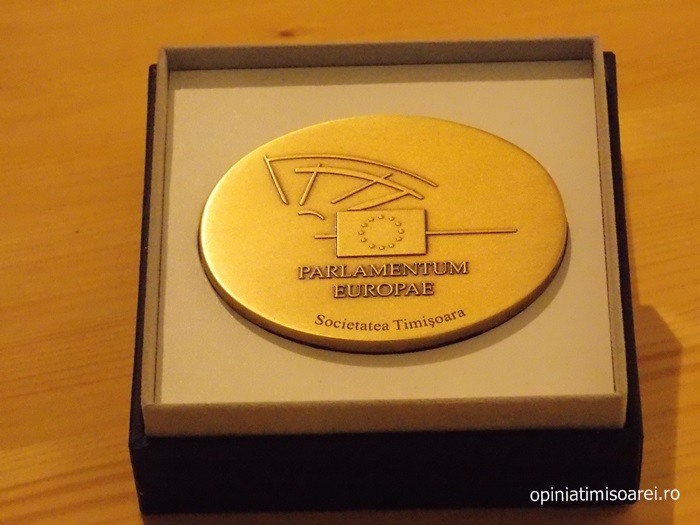 PARLAMENTUM
EUROPAE
Societatea Timişoara
opiniatimisoarei.ro